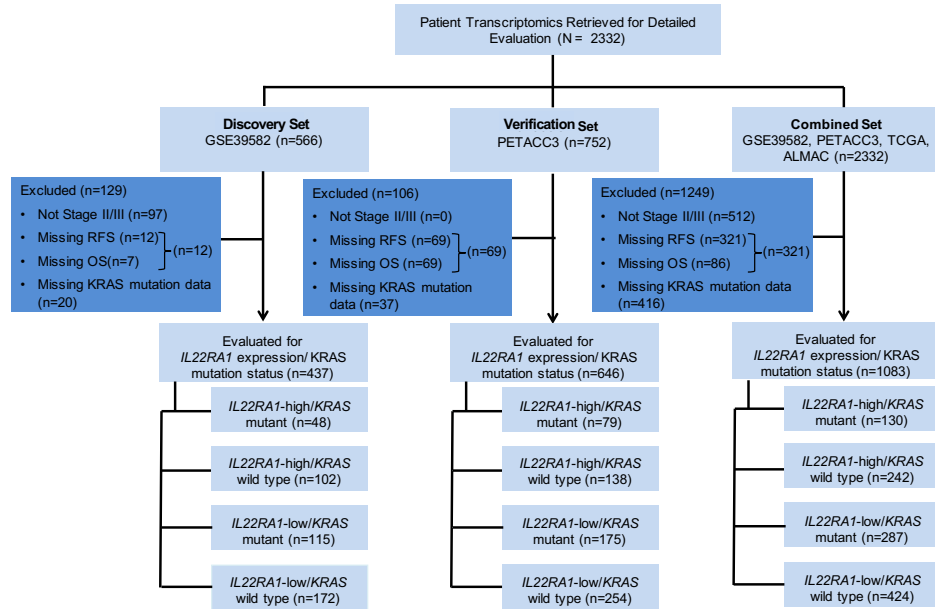 Patient Transcriptomics Retrieved for Detailed
Evaluation (N = 2332)
Discovery Set
GSE39582 (n=566)
Verification Set
PETACC3 (n=752)
Combined Set
GSE39582, PETACC3, TCGA,
ALMAC (n=2332)
Excluded (n=129)
• Not Stage II/III (n=97)
• Missing RFS (n=12)
• Missing OS(n=7)
(n=12)
• Missing KRAS mutation data
(n=20)
Excluded (n=106)
• Not Stage II/III (n=0)
• Missing RFS (n=69)
• Missing OS (n=69)
(n=69)
• Missing KRAS mutation
data (n=37)
Excluded (n=1249)
• Not Stage II/III (n=512)
• Missing RFS (n=321)
• Missing OS (n=86)
(n=321)
• Missing KRAS mutation data
(n=416)
Evaluated for
IL22RA1 expression/ KRAS
mutation status (n=437)
IL22RA1-high/KRAS
mutant (n=48)
IL22RA1-high/KRAS
wild type (n=102)
IL22RA1-low/KRAS
mutant (n=115)
IL22RA1-low/KRAS
wild type (n=172)
Evaluated for
IL22RA1 expression/ KRAS
mutation status (n=646)
IL22RA1-high/KRAS
mutant (n=79)
IL22RA1-high/KRAS
wild type (n=138)
IL22RA1-low/KRAS
mutant (n=175)
IL22RA1-low/KRAS
wild type (n=254)
Evaluated for
IL22RA1 expression/ KRAS
mutation status (n=1083)
IL22RA1-high/KRAS
mutant (n=130)
IL22RA1-high/KRAS
wild type (n=242)
IL22RA1-low/KRAS
mutant (n=287)
IL22RA1-low/KRAS
wild type (n=424)